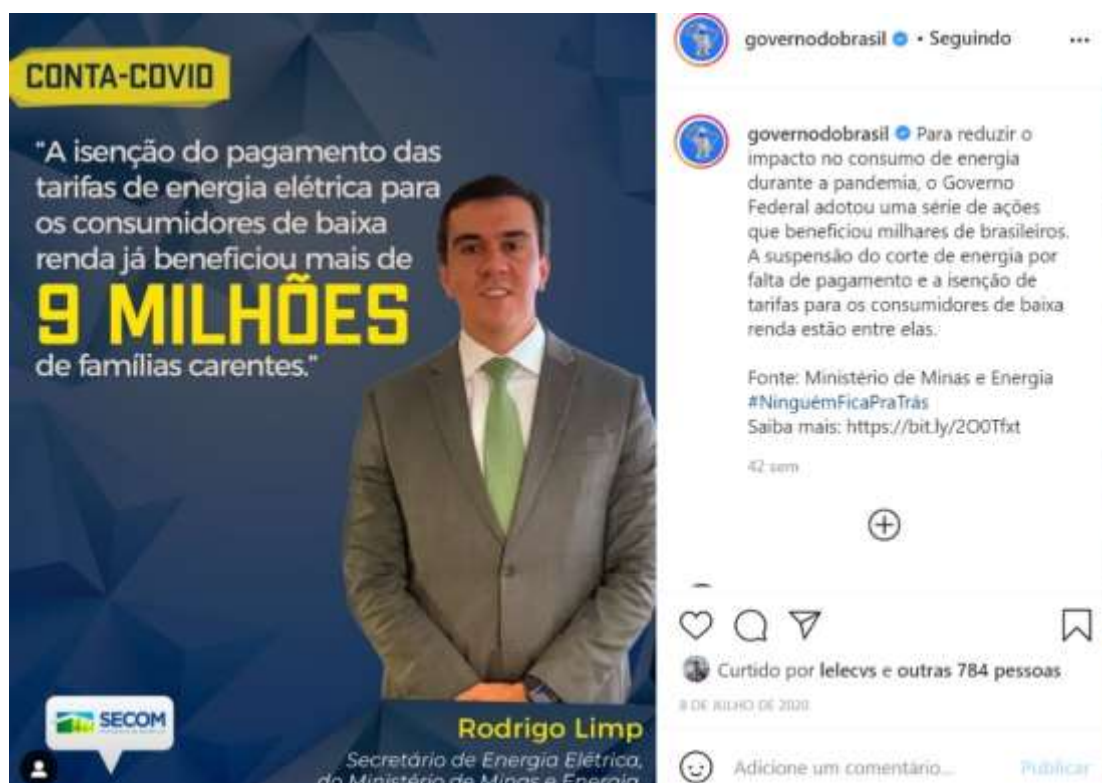 CONTA-COVID
"A isenção do pagamento das
tarifas de energia elétrica para
os consumidores de baixa
renda já beneficiou mais de
9 MILHÕES
de famílias carentes."
SECOM
Rodrigo Limp
Secretário de Energia Elétrica,
do Ministério de Minas e Energia
governodobrasil • Seguindo
governodobrasil Para reduzir o
impacto no consumo de energia
durante a pandemia, o Governo
Federal adotou uma série de ações
que beneficiou milhares de brasileiros.
A suspensão do corte de energia por
falta de pagamento e a isenção de
tarifas para os consumidores de baixa
renda estão entre elas.
Fonte: Ministério de Minas e Energia
#NinguémFicaPraTrás
Saiba mais: https://bit.ly/2O0Tfxt
42 sem
Curtido por lelecvs e outras 784 pessoas
8 DE JULHO DE 2020
Adicione um comentário...
Publicar